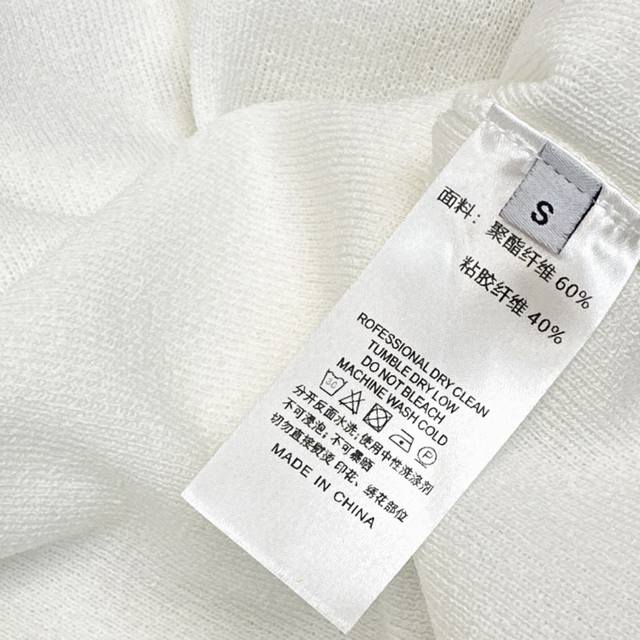 S
面料：聚酯纤维 60%
粘胶纤维 40%
ROFESSIONAL DRY CLEAN
TUMBLE DRY LOW
DO NOT BLEACH
MACHINE WASH COLD
30
P
分开反面水洗；使用中性洗涤剂
不可浸泡；不可暴晒
切勿直接熨烫 印花、绣花部位
MADE IN CHINA